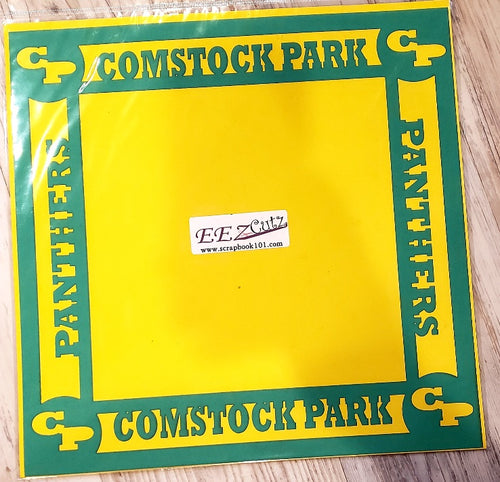 CP COMSTOCK PARK CP
PANTHERS
PANTHERS
EEZCutz
www.scrapbook101.com
CP COMSTOCK PARK CP